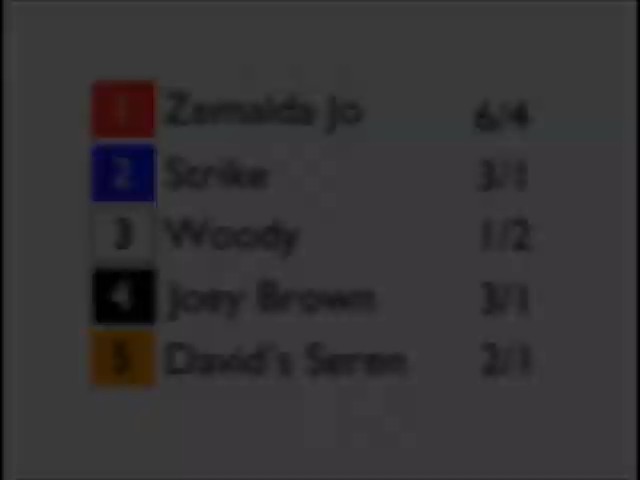 1 Zemaida Jo 6/4
2 Strike 3/1
3 Woody 1/2
4 Joey Brown 3/1
5 David's Seren 2/1